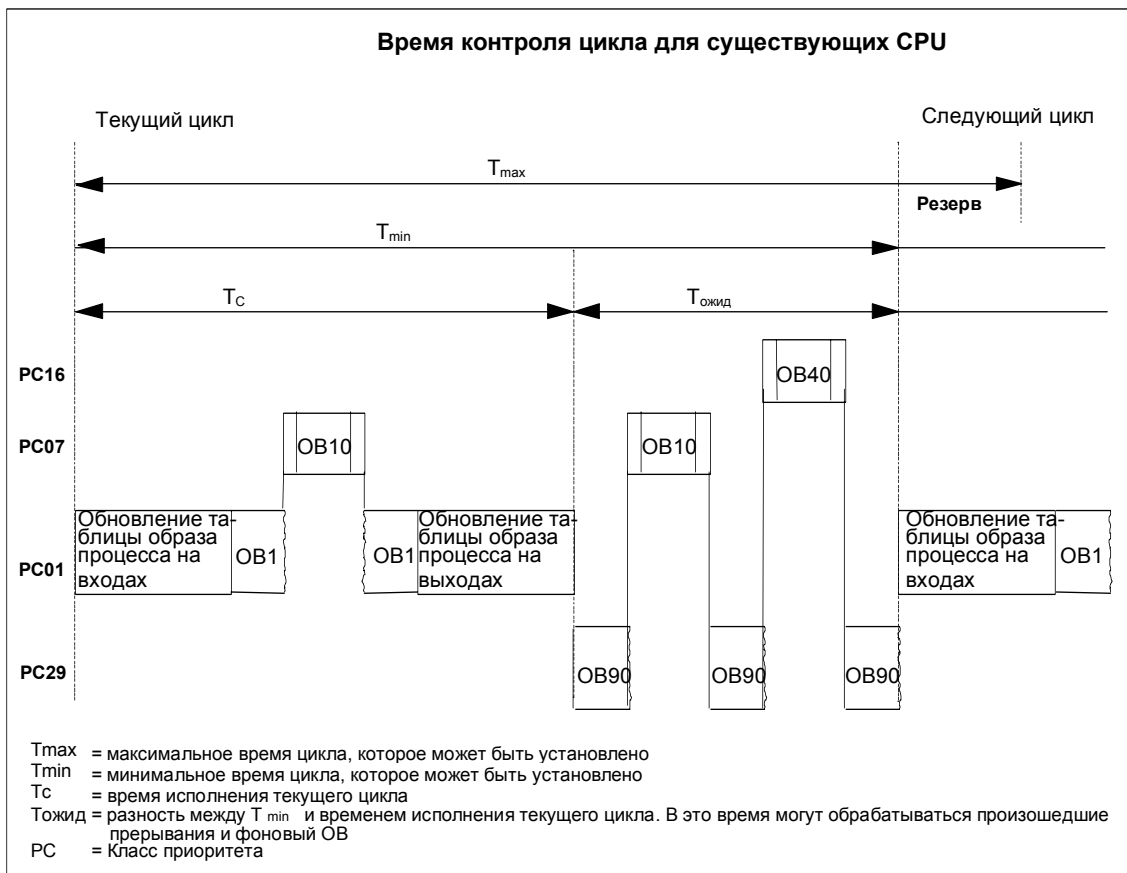 Время контроля цикла для существующих CPU
Текущий цикл
Следующий цикл
Tmax
Резерв
Tmin
TC
Tожид
PC16
OB40
PC07
OB10
OB10
PC01
Обновление та-
блицы образа
процесса на
входах
OB1
OB1
Обновление та-
блицы образа
процесса на
выходах
Обновление та-
блицы образа
процесса на
входах
OB1
PC29
OB90
OB90
OB90
Tmax = максимальное время цикла, которое может быть установлено
Tmin = минимальное время цикла, которое может быть установлено
Tc = время исполнения текущего цикла
Tожид = разность между T min и временем исполнения текущего цикла. В это время могут обрабатываться произошедшие
прерывания и фоновый OB
PC = Класс приоритета